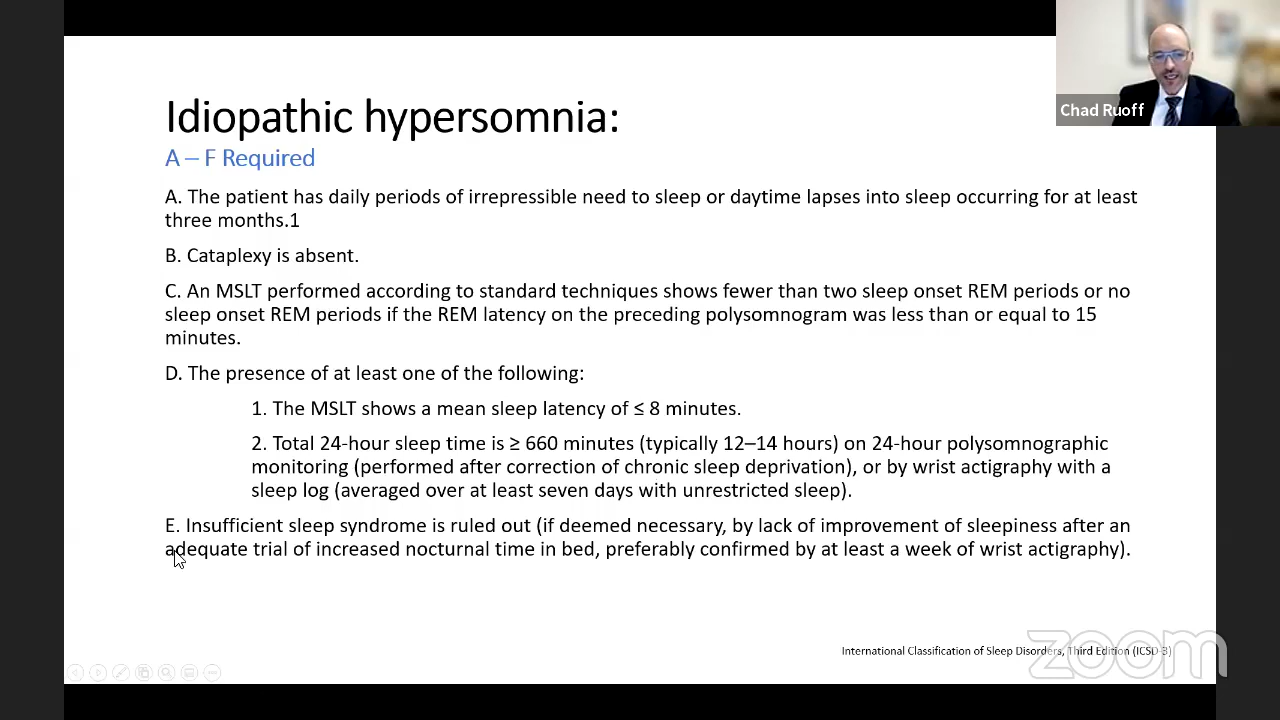 Chad Ruoff
Idiopathic hypersomnia:
A – F Required
A. The patient has daily periods of irrepressible need to sleep or daytime lapses into sleep occurring for at least
three months.1
B. Cataplexy is absent.
C. An MSLT performed according to standard techniques shows fewer than two sleep onset REM periods or no
sleep onset REM periods if the REM latency on the preceding polysomnogram was less than or equal to 15
minutes.
D. The presence of at least one of the following:
1. The MSLT shows a mean sleep latency of ≤ 8 minutes.
2. Total 24-hour sleep time is ≥ 660 minutes (typically 12–14 hours) on 24-hour polysomnographic
monitoring (performed after correction of chronic sleep deprivation), or by wrist actigraphy with a
sleep log (averaged over at least seven days with unrestricted sleep).
E. Insufficient sleep syndrome is ruled out (if deemed necessary, by lack of improvement of sleepiness after an
adequate trial of increased nocturnal time in bed, preferably confirmed by at least a week of wrist actigraphy).
International Classification of Sleep Disorders, Third Edition (ICSD-3)
zoom